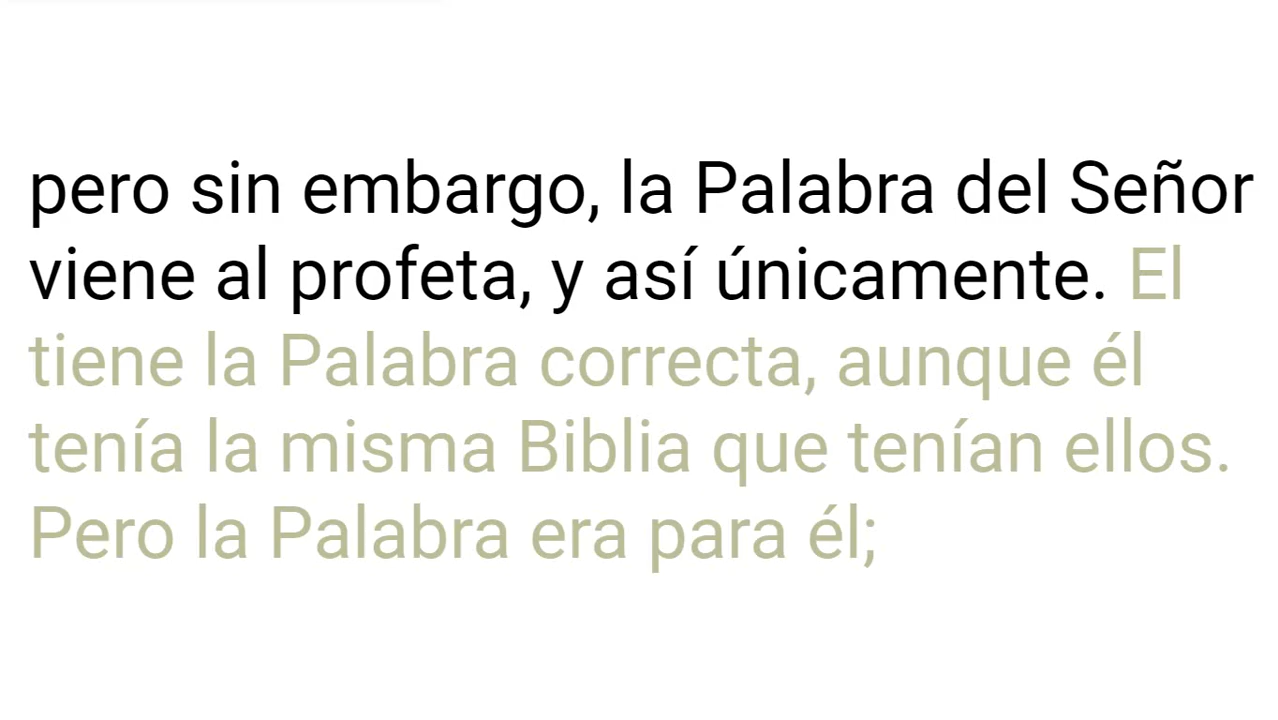 pero sin embargo, la Palabra del Señor
viene al profeta, y así únicamente. El
tiene la Palabra correcta, aunque él
tenía la misma Biblia que tenían ellos.
Pero la Palabra era para él;